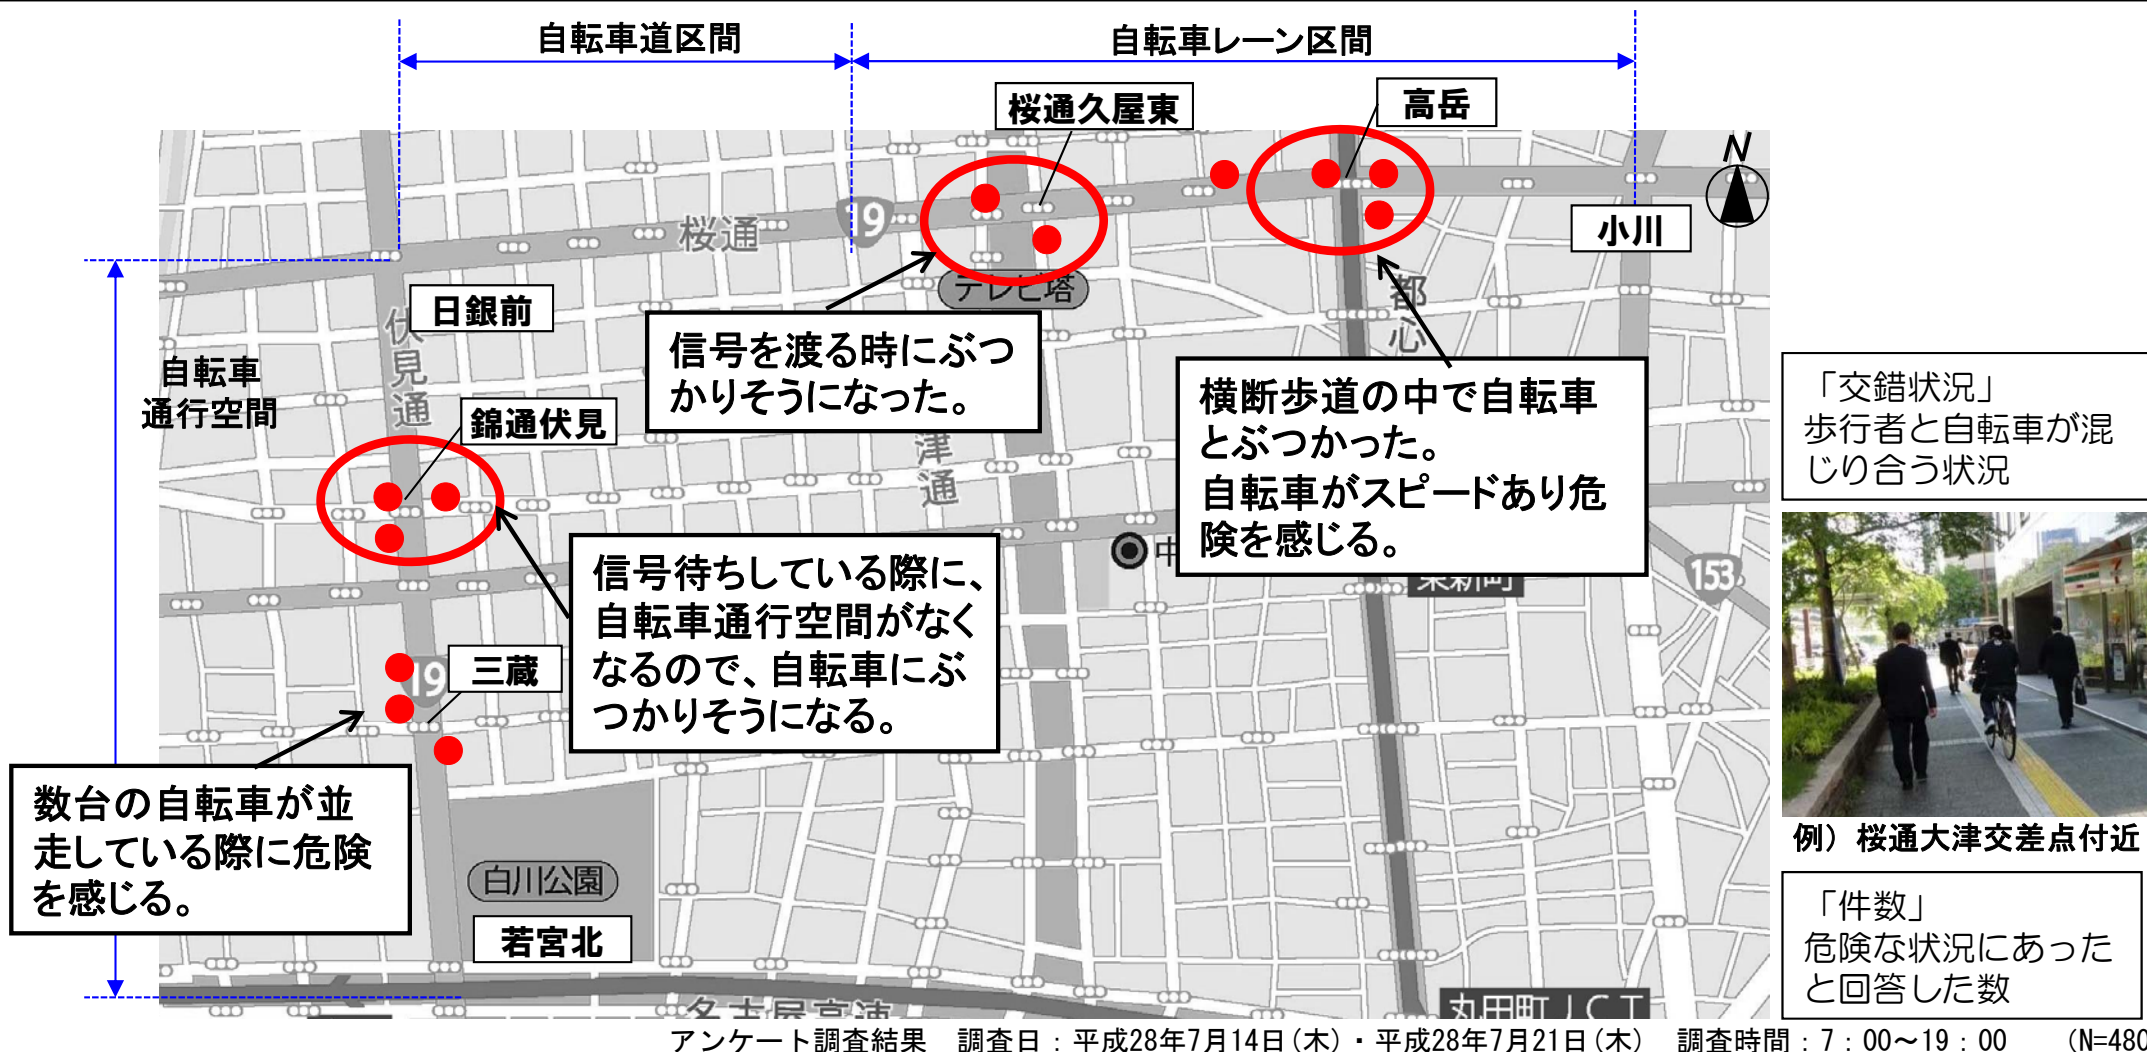 自転車道区間
自転車レーン区間
桜通久屋東
高岳
N
19
桜通
小川
テレビ塔
都心
日銀前
伏見通
信号を渡る時にぶつ
かりそうになった。
自転車
通行空間
横断歩道の中で自転車
とぶつかった。
自転車がスピードあり危
険を感じる。
「交錯状況」
歩行者と自転車が混
じり合う状況
錦通伏見
津通
信号待ちしている際に、
自転車通行空間がなく
なるので、自転車にぶ
つかりそうになる。
中
東新町
153
19
三蔵
数台の自転車が並
走している際に危険
を感じる。
例）桜通大津交差点付近
白川公園
若宮北
「件数」
危険な状況にあった
と回答した数
名古屋高速
丸田町JCT
アンケート調査結果　調査日：平成28年7月14日(木)・平成28年7月21日(木)　調査時間：7：00～19：00　(N=480